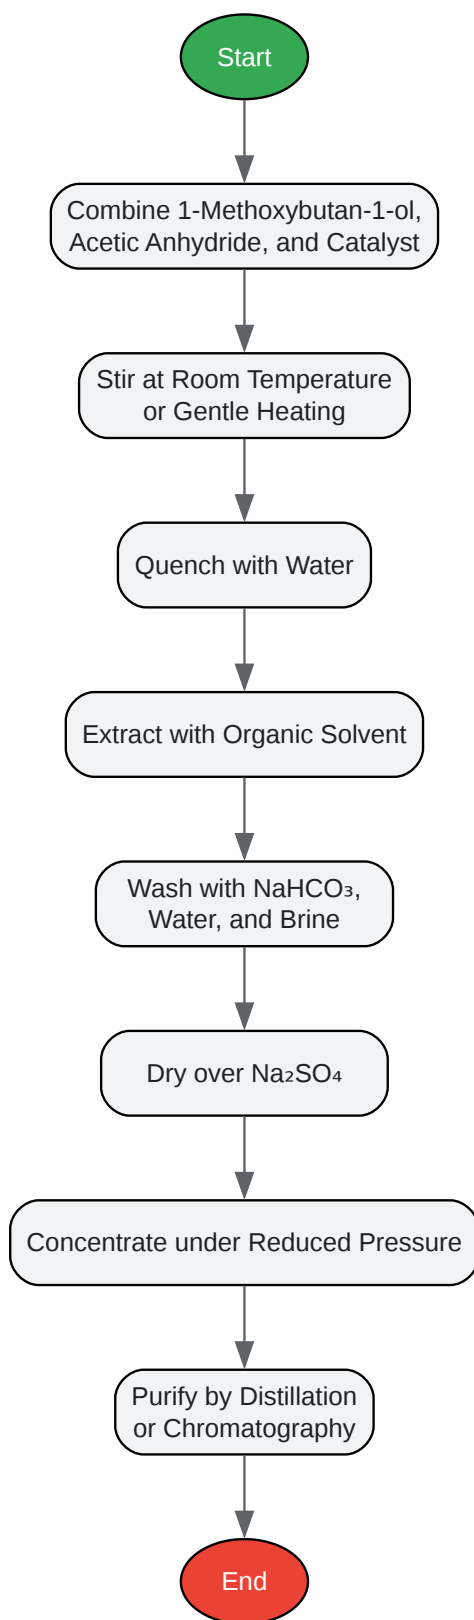 Start
Combine 1-Methoxybutan-1-ol,
Acetic Anhydride, and Catalyst
Stir at Room Temperature
or Gentle Heating
Quench with Water
Extract with Organic Solvent
Wash with NaHCO₃,
Water, and Brine
Dry over Na₂SO₄
Concentrate under Reduced Pressure
Purify by Distillation
or Chromatography
End